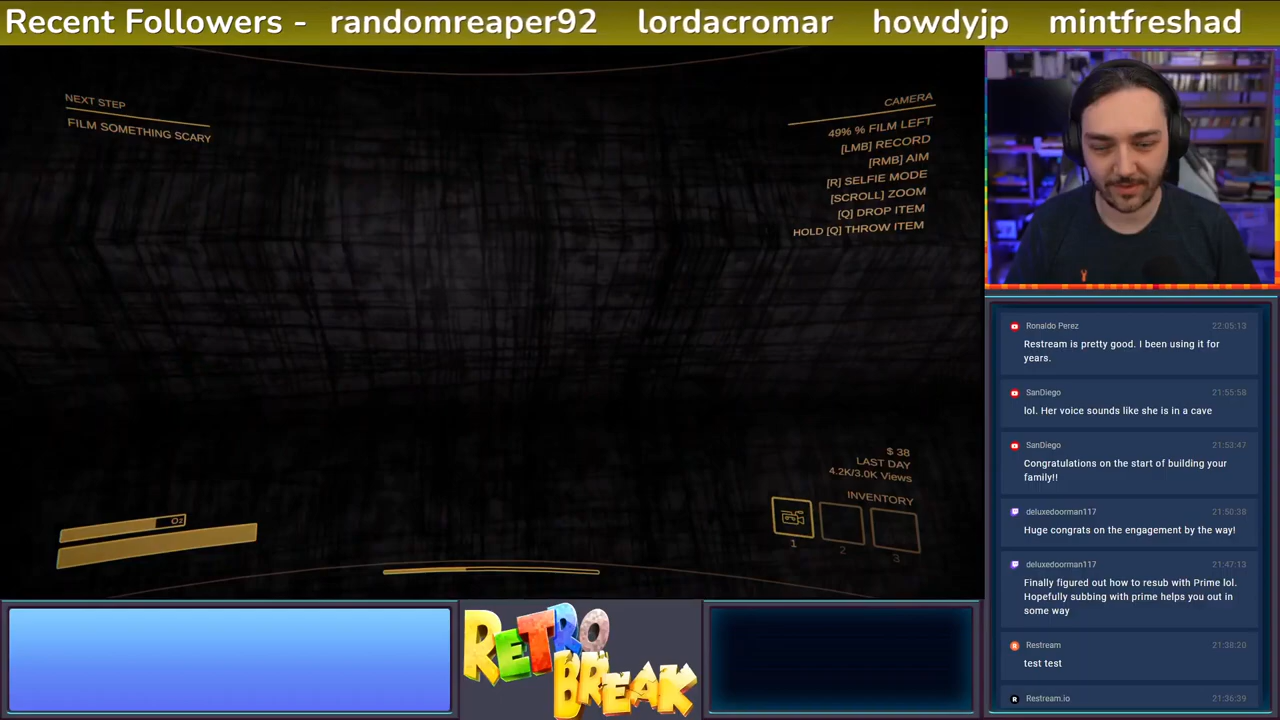 Recent Followers - randomreaper92 lordacromar howdyjp mintfreshad
NEXT STEP
FILM SOMETHING SCARY
CAMERA
49% % FILM LEFT
[LMB] RECORD
[RMB] AIM
[R] SELFIE MODE
[SCROLL] ZOOM
[Q] DROP ITEM
HOLD [Q] THROW ITEM
$ 38
LAST DAY
4.2K/3.0K Views
INVENTORY
1 2 3
O2
RETRO
BREAK
Ronaldo Perez 22:05:13
Restream is pretty good. I been using it for
years.
SanDiego 21:55:58
lol. Her voice sounds like she is in a cave
SanDiego 21:53:47
Congratulations on the start of building your
family!!
deluxedoorman117 21:50:38
Huge congrats on the engagement by the way!
deluxedoorman117 21:47:13
Finally figured out how to resub with Prime lol.
Hopefully subbing with prime helps you out in
some way
Restream 21:38:20
test test
Restream.io 21:36:39